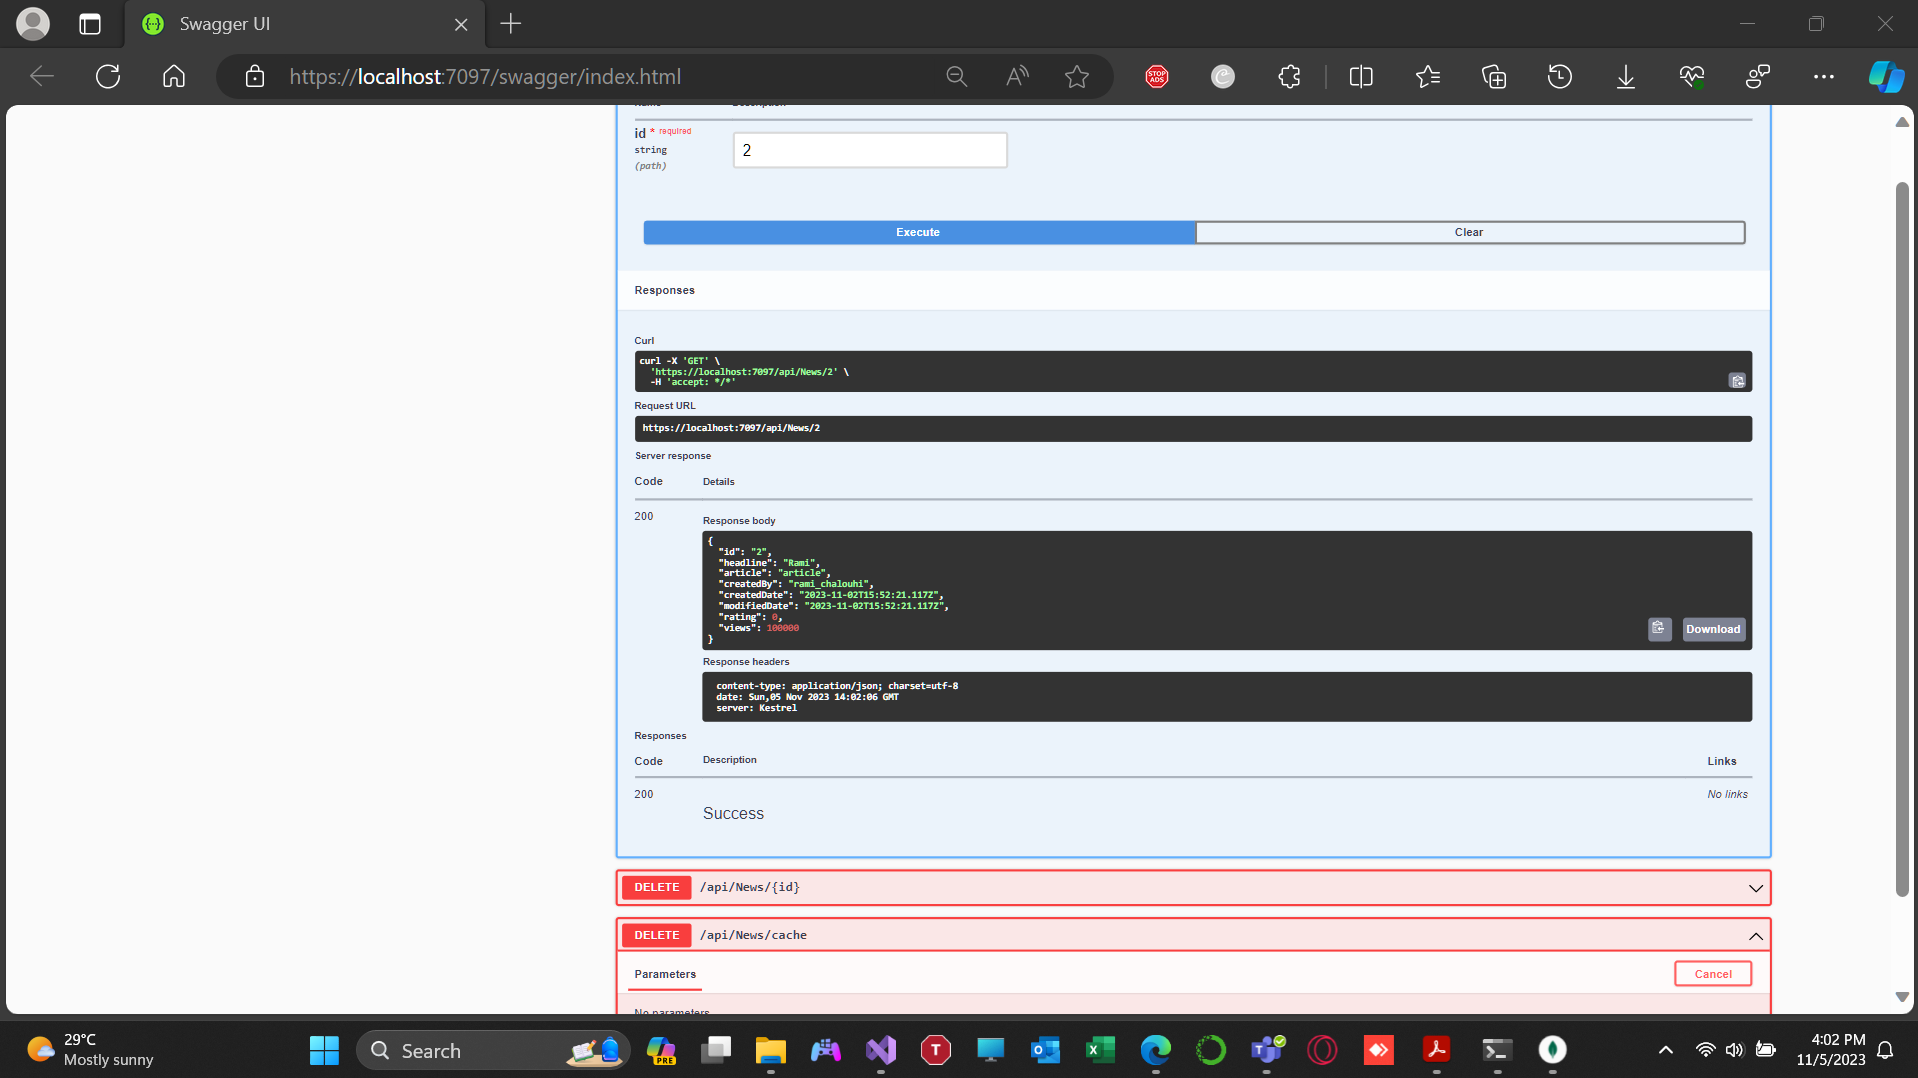 Swagger UI
https://localhost:7097/swagger/index.html
STOP ADS
id * required
string
(path)
2
Execute
Clear
Responses
Curl
curl -X 'GET' \
'https://localhost:7097/api/News/2' \
-H 'accept: */*'
Request URL
https://localhost:7097/api/News/2
Server response
Code Details
200
Response body
{
"id": "2",
"headline": "Rami",
"article": "article",
"createdBy": "rami_chalouhi",
"createdDate": "2023-11-02T15:52:21.117Z",
"modifiedDate": "2023-11-02T15:52:21.117Z",
"rating": 0,
"views": 100000
}
Download
Response headers
content-type: application/json; charset=utf-8
date: Sun,05 Nov 2023 14:02:06 GMT
server: Kestrel
Responses
Code Description Links
200 No links
Success
DELETE /api/News/{id}
DELETE /api/News/cache
Parameters Cancel
No parameters
29°C
Mostly sunny
Search
PRE
T
4:02 PM
11/5/2023